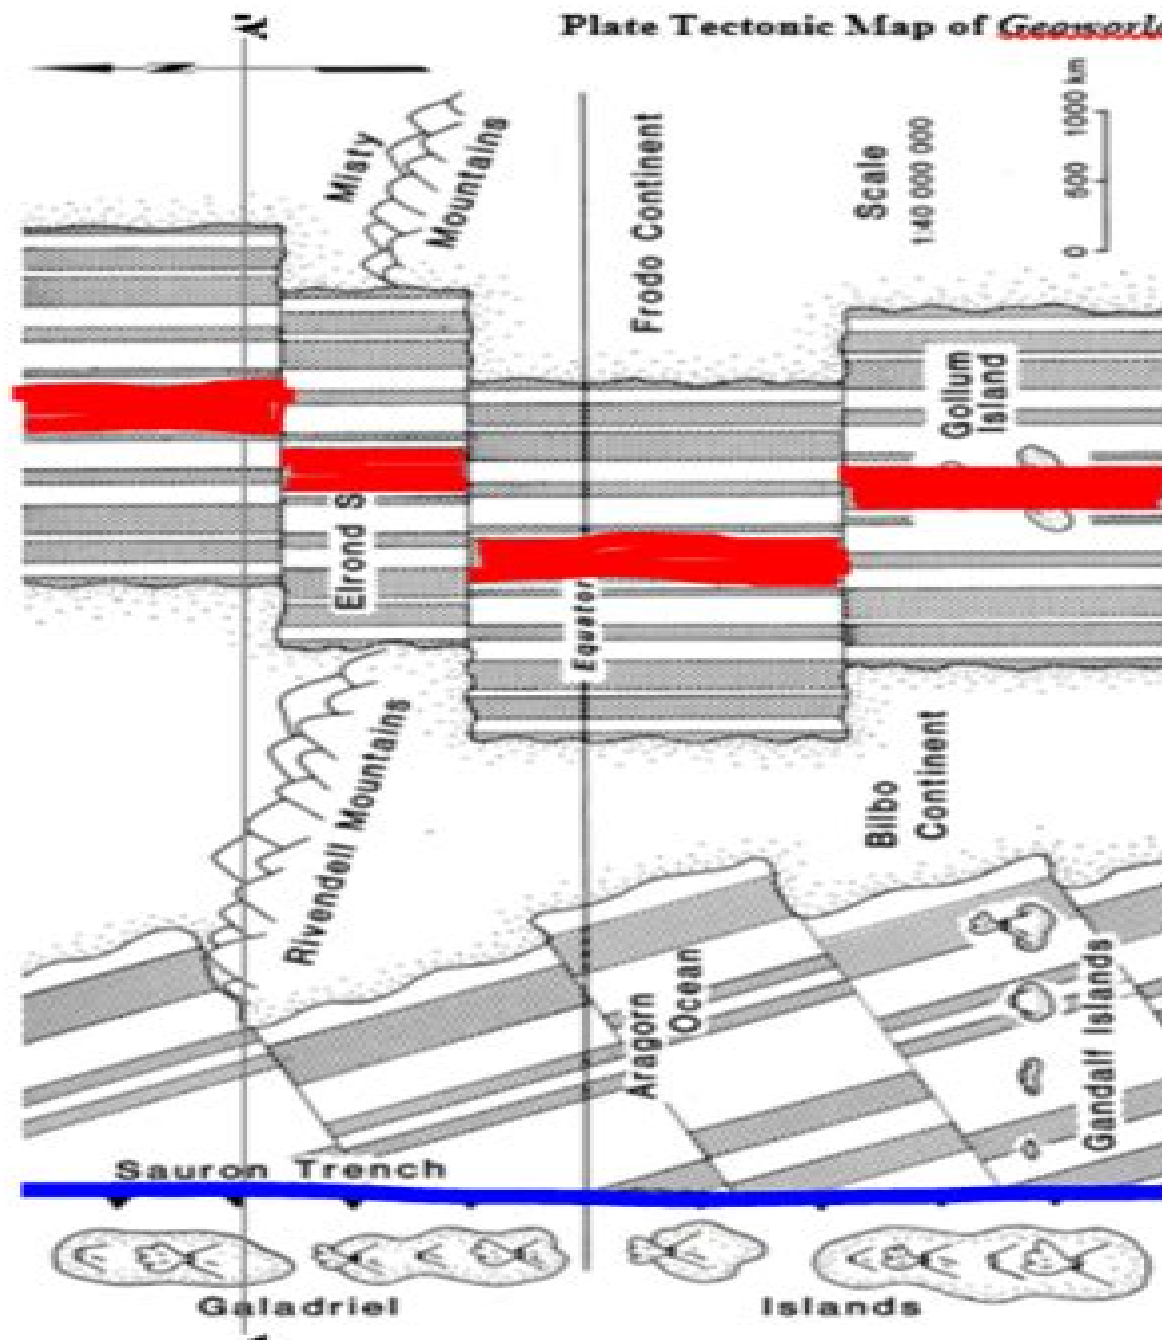 Plate Tectonic Map of Geoworl
A'
Misty
Mountains
Frodo Continent
Scale
1:40 000 000
0 500 1000 km
Gollum
Island
Elrond S
Equator
Rivendell Mountains
Bilbo
Continent
Aragorn
Ocean
Gandalf Islands
Sauron Trench
Galadriel Islands